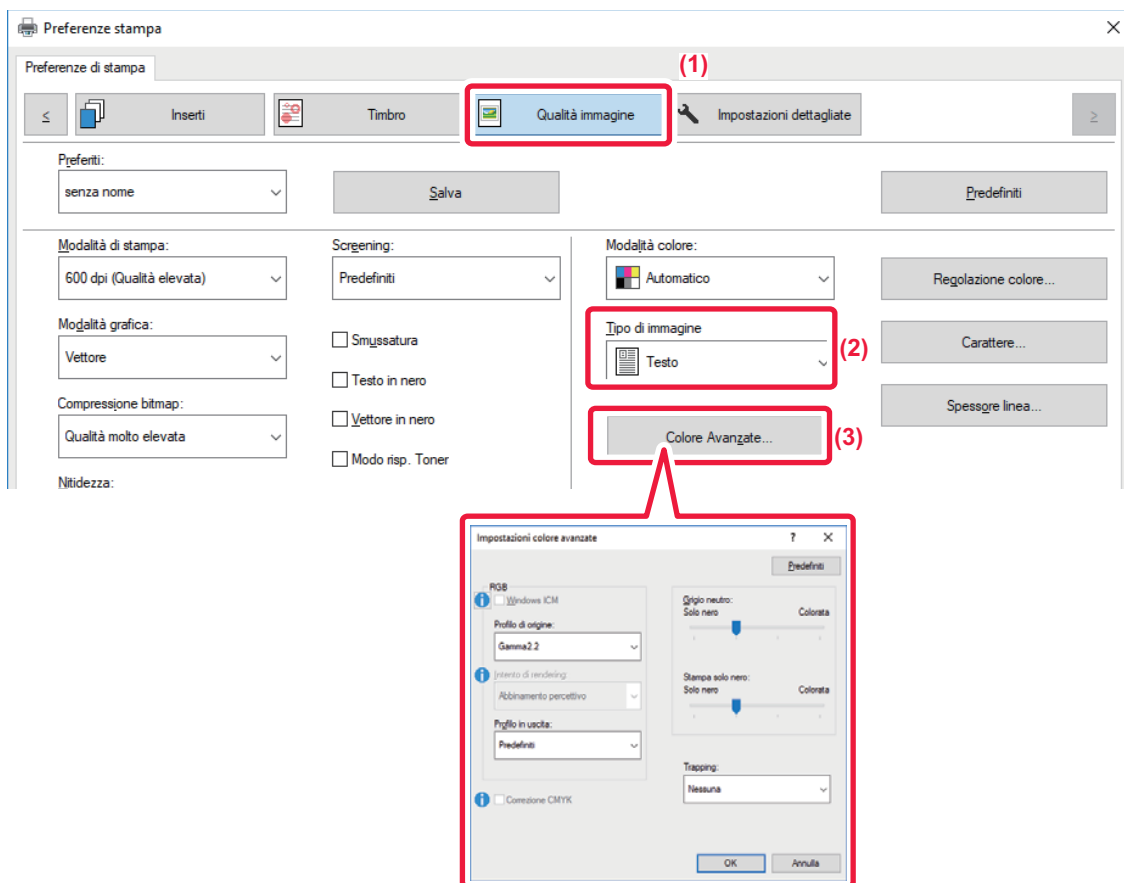 Preferenze stampa
Preferenze di stampa
(1)
<
Inserti
Timbro
Qualità immagine
Impostazioni dettagliate
>
Preferiti:
senza nome
Salva
Predefiniti
Modalità di stampa:
600 dpi (Qualità elevata)
Screening:
Predefiniti
Modalità colore:
Automatico
Regolazione colore...
Modalità grafica:
Vettore
Smussatura
Testo in nero
Tipo di immagine
Testo
(2)
Carattere...
Compressione bitmap:
Qualità molto elevata
Vettore in nero
Modo risp. Toner
Colore Avanzate...
(3)
Spessore linea...
Nitidezza:
Impostazioni colore avanzate
?
Predefiniti
RGB
Windows ICM
Profilo di origine:
Gamma2.2
Intento di rendering:
Abbinamento percettivo
Profilo in uscita:
Predefiniti
Correzione CMYK
Grigio neutro:
Solo nero Colorata
Stampa solo nero:
Solo nero Colorata
Trapping:
Nessuna
OK
Annulla